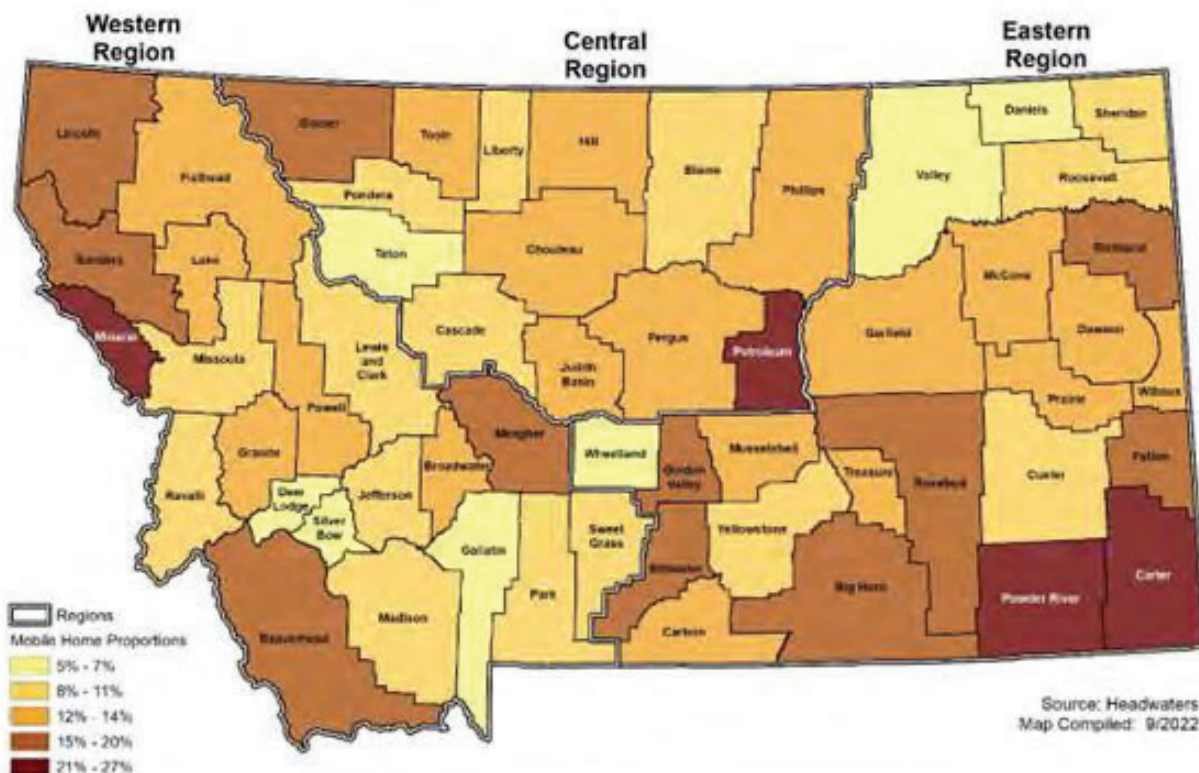 Western
Region
Central
Region
Eastern
Region
Lincoln
Flathead
Glacier
Toole
Liberty
Hill
Blaine
Phillips
Valley
Daniels
Sheridan
Roosevelt
Pondera
Teton
Chouteau
Sanders
Lake
Richland
McCone
Mineral
Missoula
Lewis
and
Clark
Cascade
Judith
Basin
Fergus
Petroleum
Garfield
Dawson
Wibaux
Prairie
Powell
Granite
Ravalli
Meagher
Broadwater
Jefferson
Wheatland
Golden
Valley
Musselshell
Treasure
Rosebud
Custer
Fallon
Deer
Lodge
Silver
Bow
Gallatin
Sweet
Grass
Yellowstone
Stillwater
Park
Madison
Beaverhead
Carbon
Big Horn
Powder River
Carter
Regions
Mobile Home Proportions
5% - 7%
8% - 11%
12% - 14%
15% - 20%
21% - 27%
Source: Headwaters
Map Compiled: 9/2022